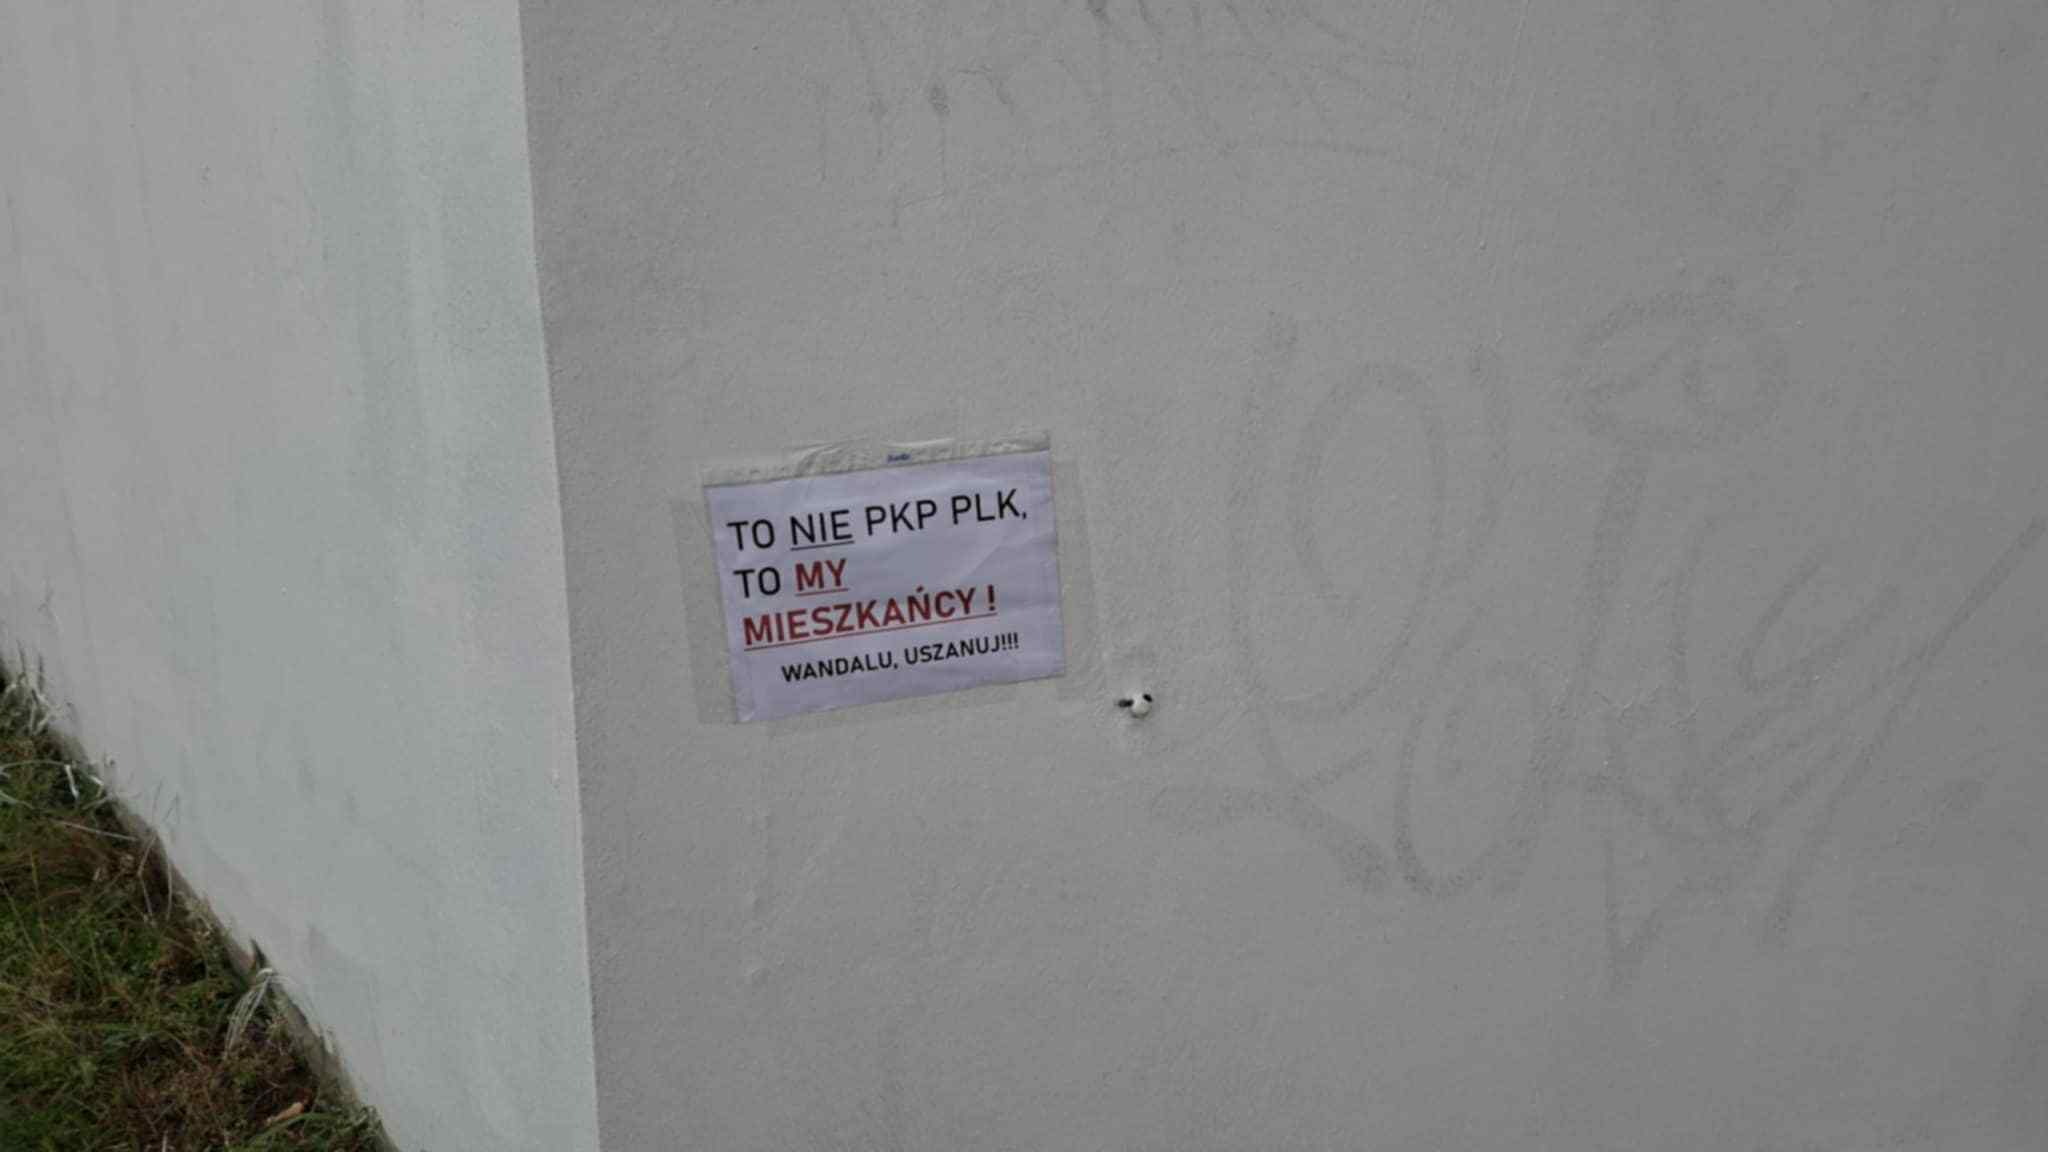 TO NIE PKP PLK,
TO MY
MIESZKAŃCY !
WANDALU, USZANUJ!!!